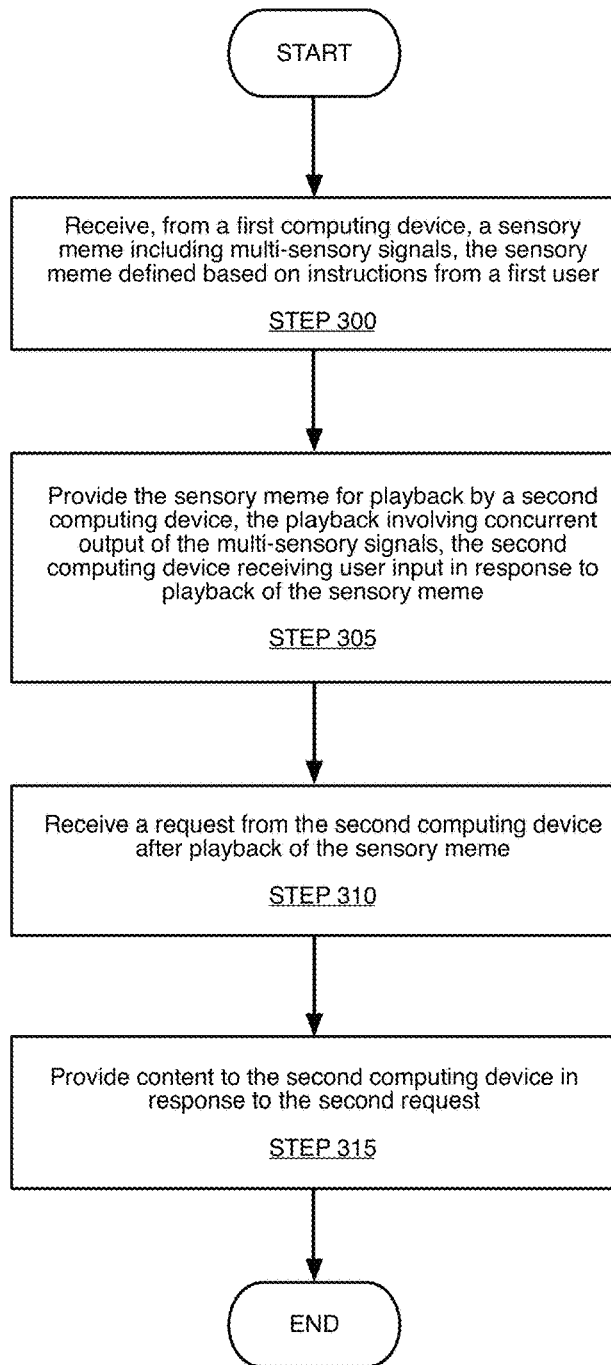 START
Receive, from a first computing device, a sensory
meme including multi-sensory signals, the sensory
meme defined based on instructions from a first user
STEP 300
Provide the sensory meme for playback by a second
computing device, the playback involving concurrent
output of the multi-sensory signals, the second
computing device receiving user input in response to
playback of the sensory meme
STEP 305
Receive a request from the second computing device
after playback of the sensory meme
STEP 310
Provide content to the second computing device in
response to the second request
STEP 315
END